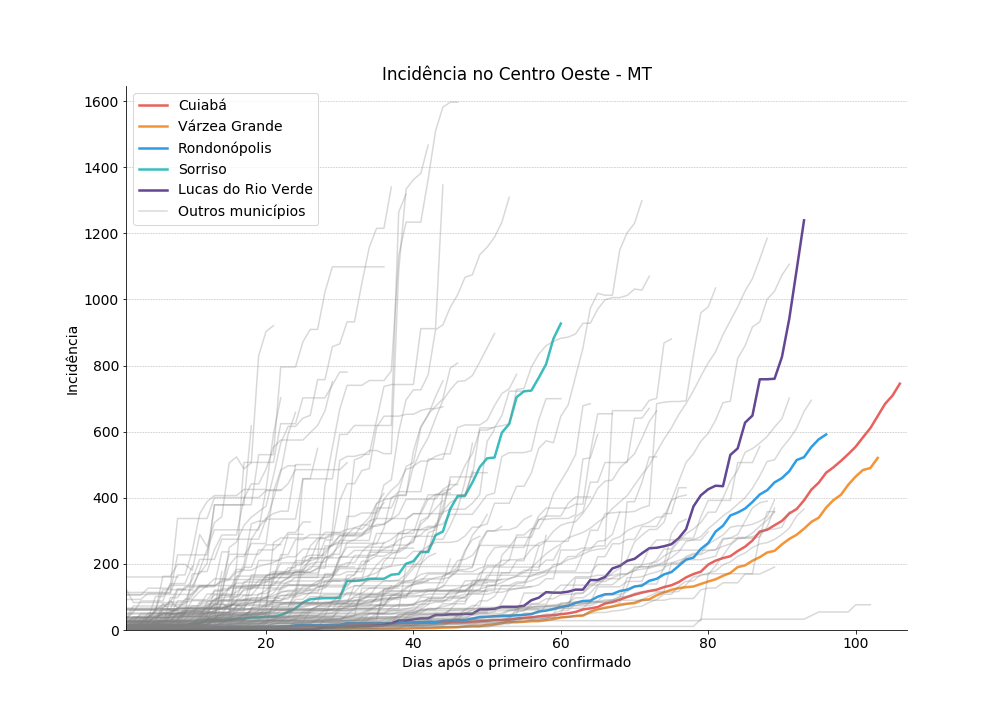 Incidência no Centro Oeste - MT
Cuiabá
Várzea Grande
Rondonópolis
Sorriso
Lucas do Rio Verde
Outros municípios
Incidência
1600
1400
1200
1000
800
600
400
200
0
20 40 60 80 100
Dias após o primeiro confirmado